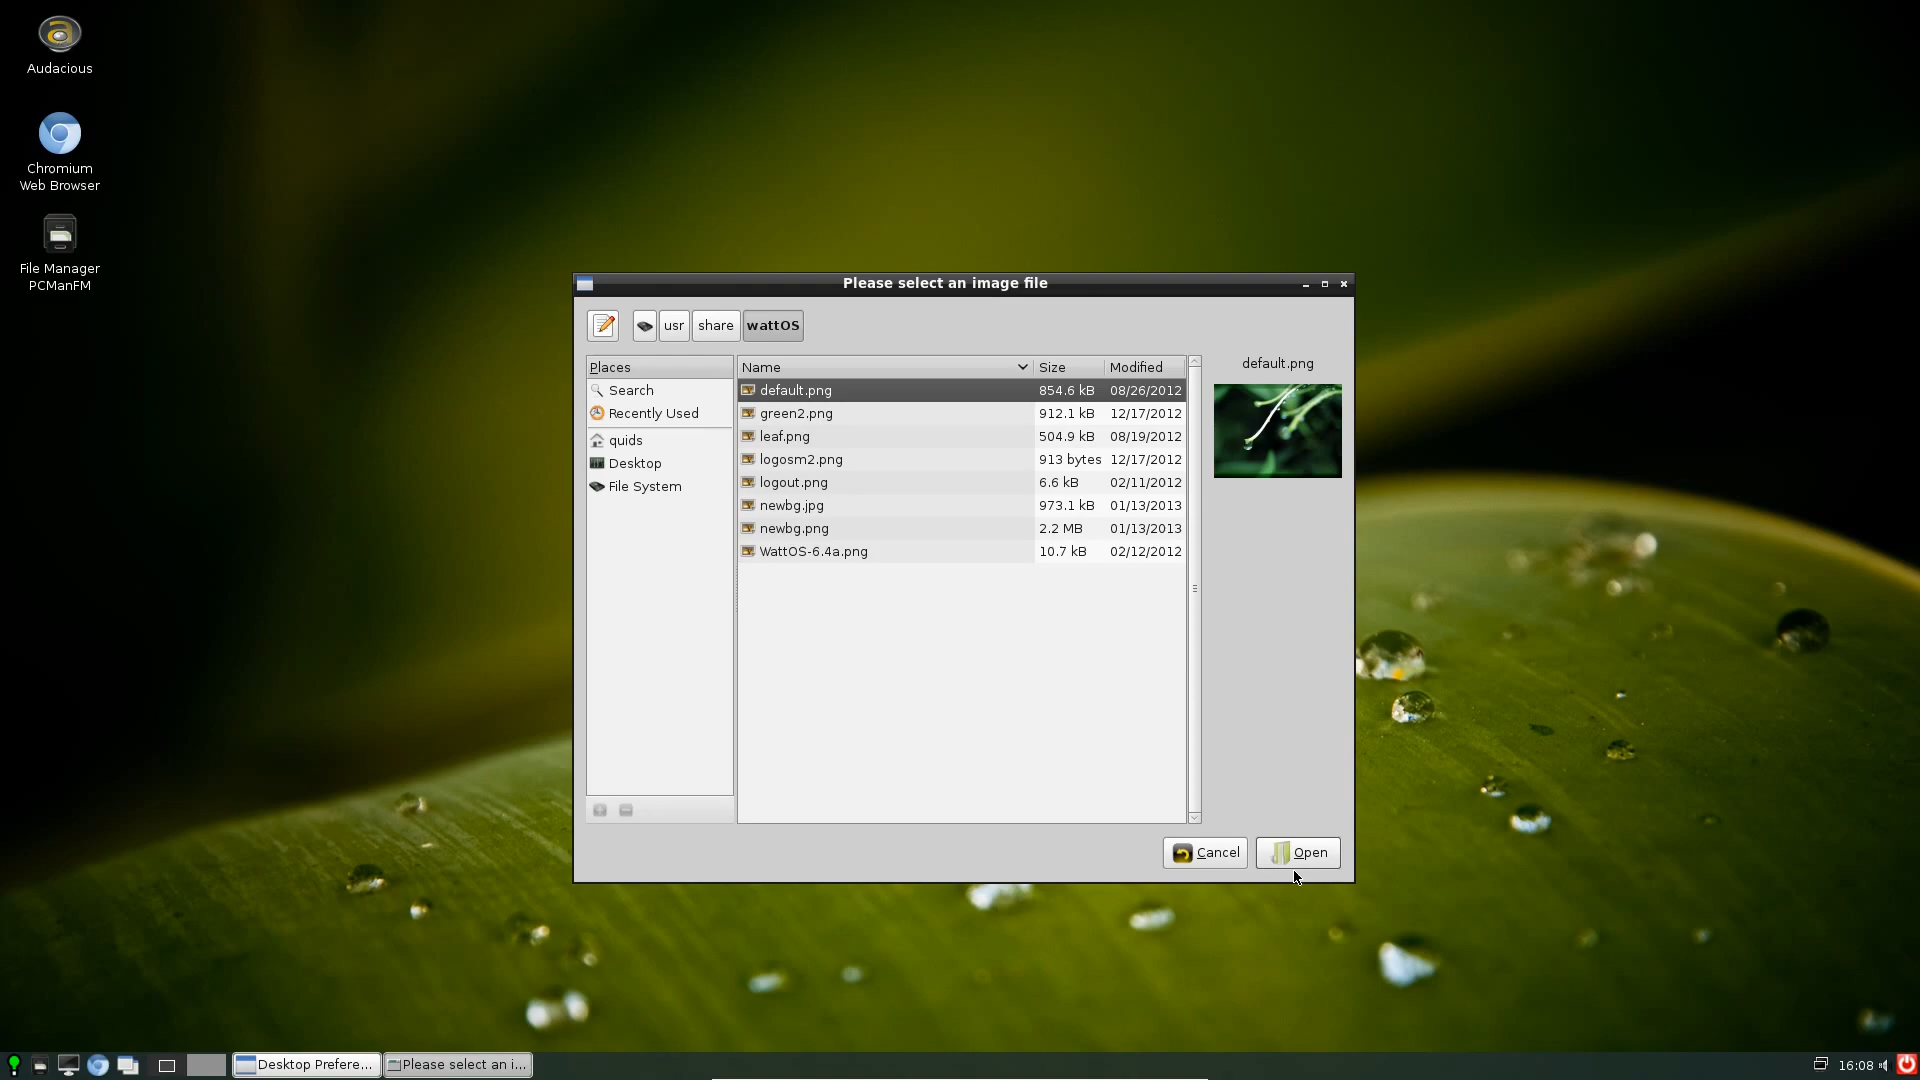 Audacious
Chromium
Web Browser
File Manager
PCManFM
Please select an image file
usr share wattOS
Places
Search
Recently Used
quids
Desktop
File System
Name Size Modified
default.png 854.6 kB 08/26/2012
green2.png 912.1 kB 12/17/2012
leaf.png 504.9 kB 08/19/2012
logosm2.png 913 bytes 12/17/2012
logout.png 6.6 kB 02/11/2012
newbg.jpg 973.1 kB 01/13/2013
newbg.png 2.2 MB 01/13/2013
WattOS-6.4a.png 10.7 kB 02/12/2012
default.png
Cancel Open
Desktop Prefere... Please select an i... 16:08